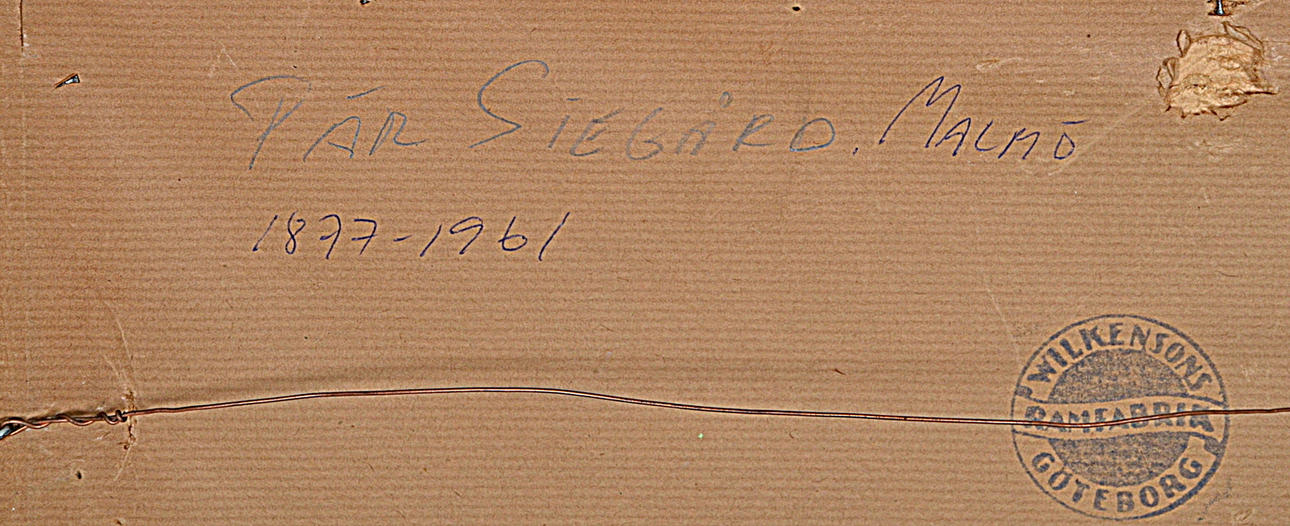 PÄR SIEGÅRD. MALMÖ
1877-1961
WILKENSONS
RAMFABRIK
GÖTEBORG